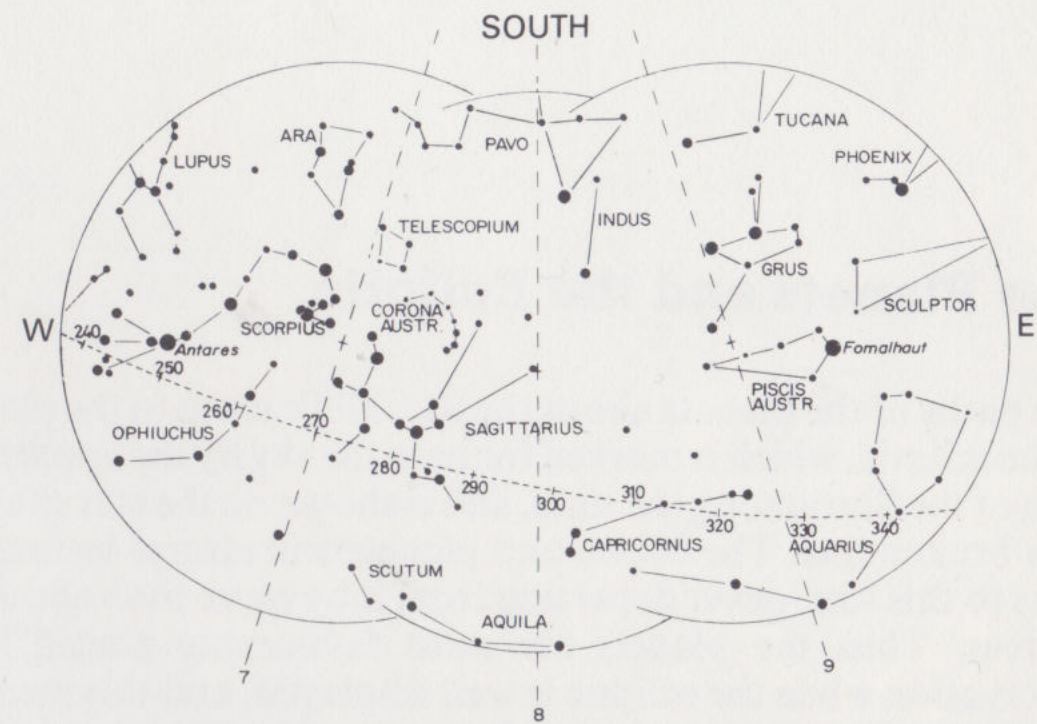 SOUTH
TUCANA
ARA
PAVO
LUPUS
PHOENIX
TELESCOPIUM
INDUS
GRUS
SCULPTOR
W
E
240
SCORPIUS
CORONA
AUSTR.
Antares
Fomalhaut
250
PISCIS
AUSTR
260
270
OPHIUCHUS
SAGITTARIUS
280
290
300
310
320
330
340
CAPRICORNUS
AQUARIUS
SCUTUM
AQUILA
7
9
8